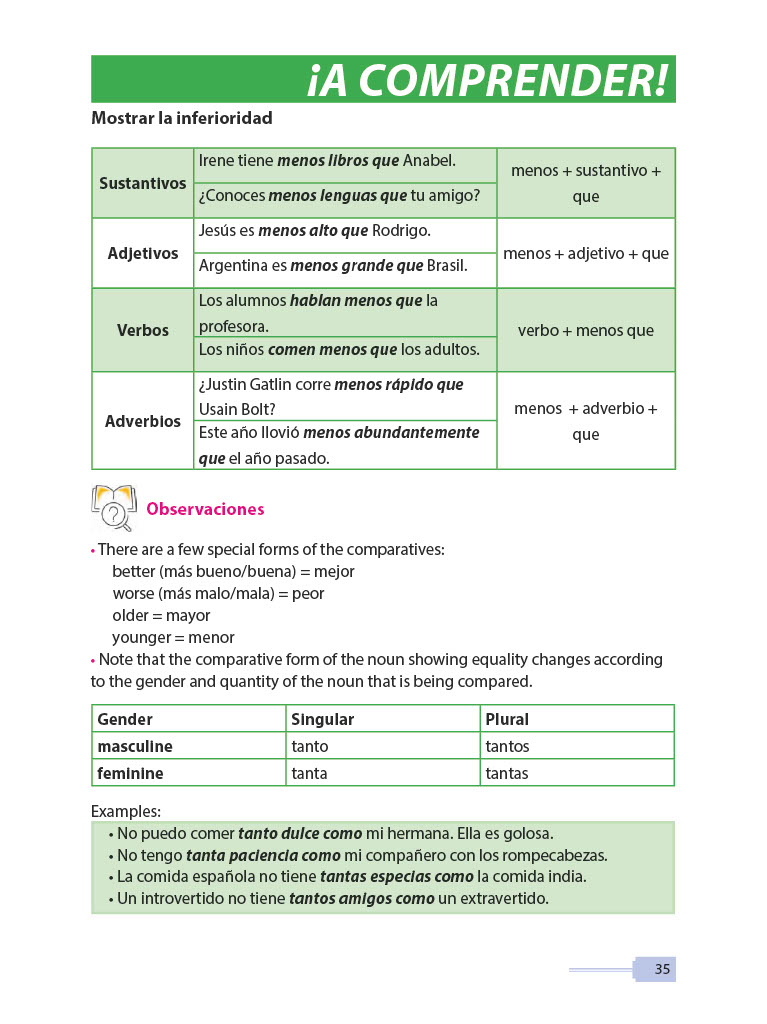 ¡A COMPRENDER!
Mostrar la inferioridad
Sustantivos
Irene tiene menos libros que Anabel.
¿Conoces menos lenguas que tu amigo?
menos + sustantivo +
que
Adjetivos
Jesús es menos alto que Rodrigo.
Argentina es menos grande que Brasil.
menos + adjetivo + que
Verbos
Los alumnos hablan menos que la
profesora.
Los niños comen menos que los adultos.
verbo + menos que
Adverbios
¿Justin Gatlin corre menos rápido que
Usain Bolt?
Este año llovió menos abundantemente
que el año pasado.
menos + adverbio +
que
?
Observaciones
• There are a few special forms of the comparatives:
better (más bueno/buena) = mejor
worse (más malo/mala) = peor
older = mayor
younger = menor
• Note that the comparative form of the noun showing equality changes according
to the gender and quantity of the noun that is being compared.
Gender Singular Plural
masculine tanto tantos
feminine tanta tantas
Examples:
• No puedo comer tanto dulce como mi hermana. Ella es golosa.
• No tengo tanta paciencia como mi compañero con los rompecabezas.
• La comida española no tiene tantas especias como la comida india.
• Un introvertido no tiene tantos amigos como un extravertido.
35